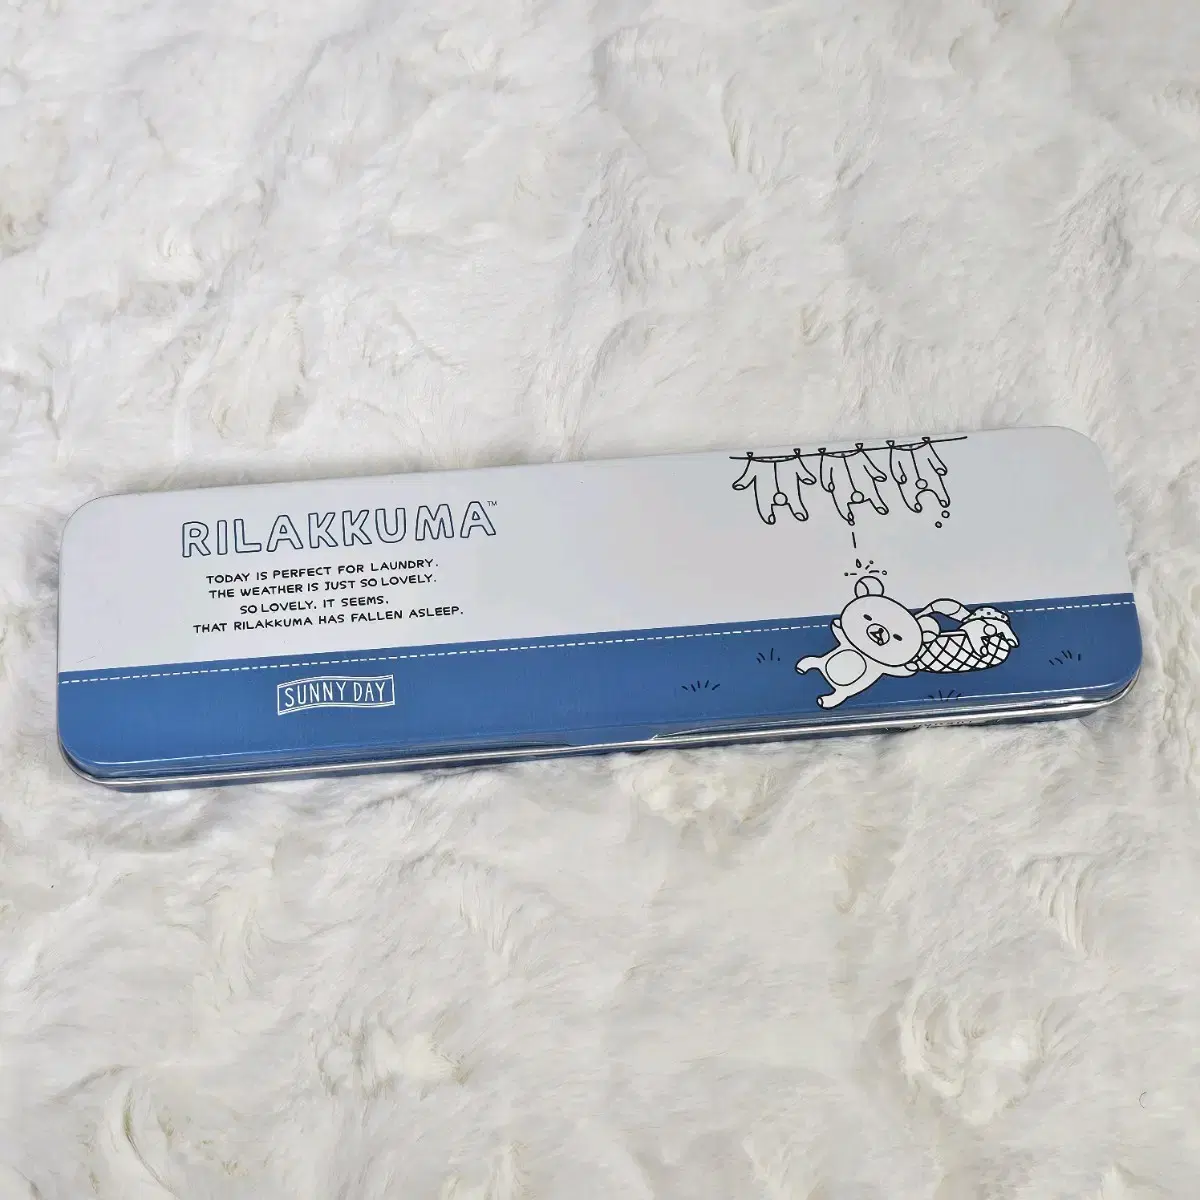 RILAKKUMA™
TODAY IS PERFECT FOR LAUNDRY.
THE WEATHER IS JUST SO LOVELY.
SO LOVELY, IT SEEMS,
THAT RILAKKUMA HAS FALLEN ASLEEP.
SUNNY DAY